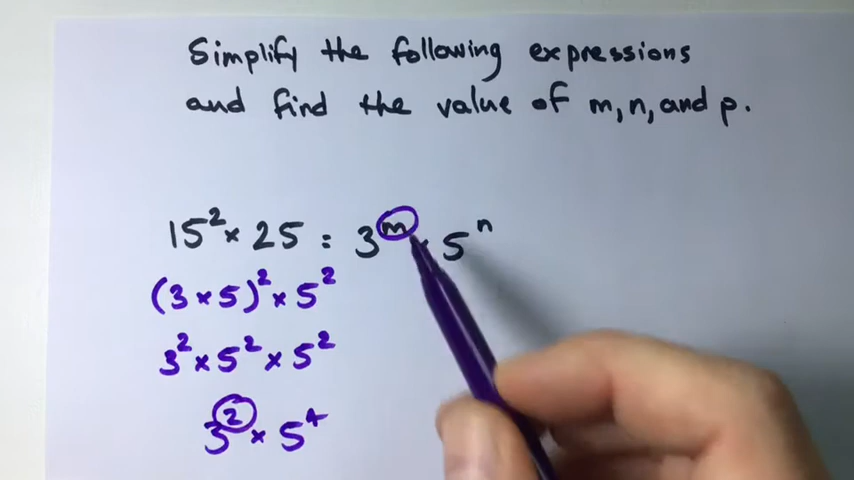 Simplify the following expressions
and find the value of m, n, and p.
15² × 25 = 3ᵐ × 5ⁿ
(3 × 5)² × 5²
3² × 5² × 5²
3² × 5⁴